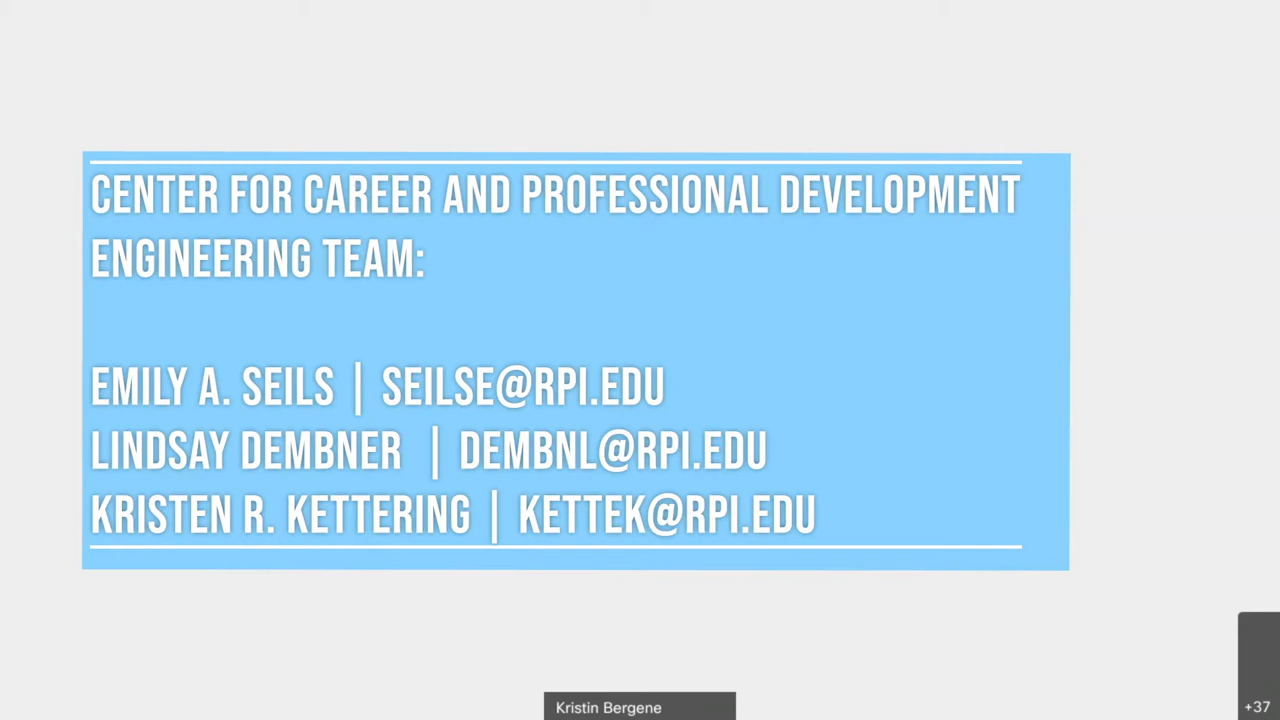 CENTER FOR CAREER AND PROFESSIONAL DEVELOPMENT
ENGINEERING TEAM:
EMILY A. SEILS | SEILSE@RPI.EDU
LINDSAY DEMBNER | DEMBNL@RPI.EDU
KRISTEN R. KETTERING | KETTEK@RPI.EDU
Kristin Bergene
+37